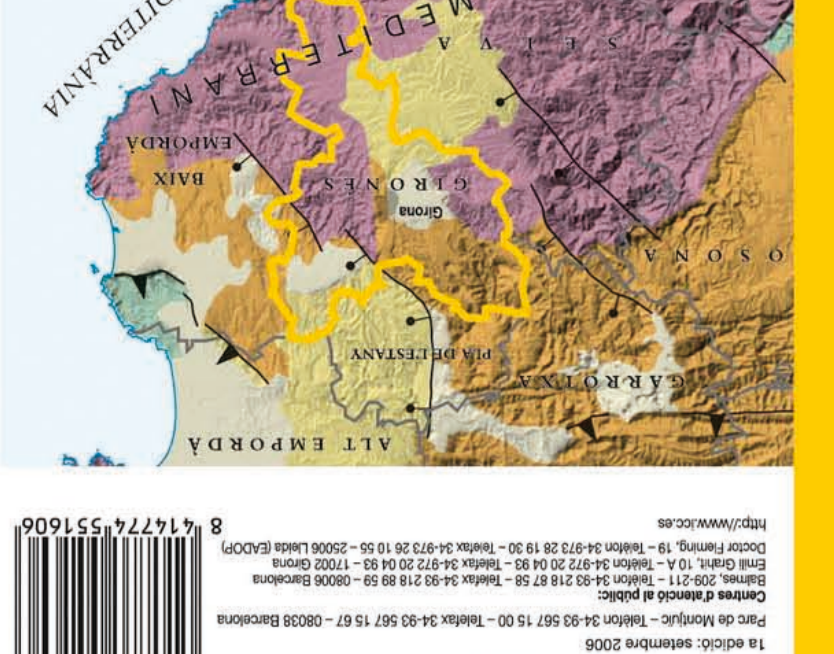 1a edició: setembre 2006
Parc de Montjuïc – Telèfon 34-93 567 15 00 – Telefax 34-93 567 15 67 – 08038 Barcelona
Centres d'atenció al públic:
Balmes, 209-211 – Telèfon 34-93 218 87 58 – Telefax 34-93 218 89 59 – 08006 Barcelona
Emili Grahit, 10 A – Telèfon 34-972 20 04 93 – Telefax 34-972 20 04 93 – 17002 Girona
Doctor Fleming, 19 – Telèfon 34-973 28 19 30 – Telefax 34-973 26 10 55 – 25006 Lleida (EADOP)
http://www.icc.es
8 414774 551606
ALT EMPORDÀ
GARROTXA
PLA DE L'ESTANY
OSONA
Girona
GIRONÈS
BAIX
EMPORDÀ
SELVA
MEDITERRANI
DITERRÀNIA